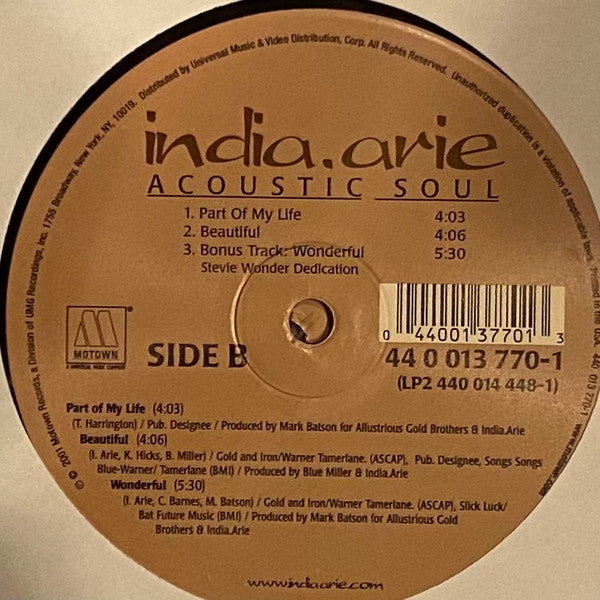 india.arie
ACOUSTIC SOUL
1. Part Of My Life 4:03
2. Beautiful 4:06
3. Bonus Track: Wonderful 5:30
Stevie Wonder Dedication
MOTOWN
A UNIVERSAL MUSIC COMPANY
SIDE B
0 44001 37701 3
44 0 013 770-1
(LP2 440 014 448-1)
Part of My Life (4:03)
(T. Harrington) / Pub. Designee / Produced by Mark Batson for Allustrious Gold Brothers & India.Arie
Beautiful (4:06)
(I. Arie, K. Hicks, B. Miller) / Gold and Iron/Warner Tamerlane. (ASCAP), Pub. Designee, Songs Songs
Blue-Warner/ Tamerlane (BMI) / Produced by Blue Miller & India.Arie
Wonderful (5:30)
(I. Arie, C. Barnes, M. Batson) / Gold and Iron/Warner Tamerlane. (ASCAP), Slick Luck/
Bat Future Music (BMI) / Produced by Mark Batson for Allustrious Gold
Brothers & India.Arie
www.indiaarie.com
℗ © 2001 Motown Records, a Division of UMG Recordings, Inc. 1755 Broadway, New York, NY, 10019. Distributed by Universal Music & Video Distribution, Corp. All Rights Reserved. Unauthorized duplication is a violation of applicable laws. Printed in the USA. 440 013 770-1 www.motown.com